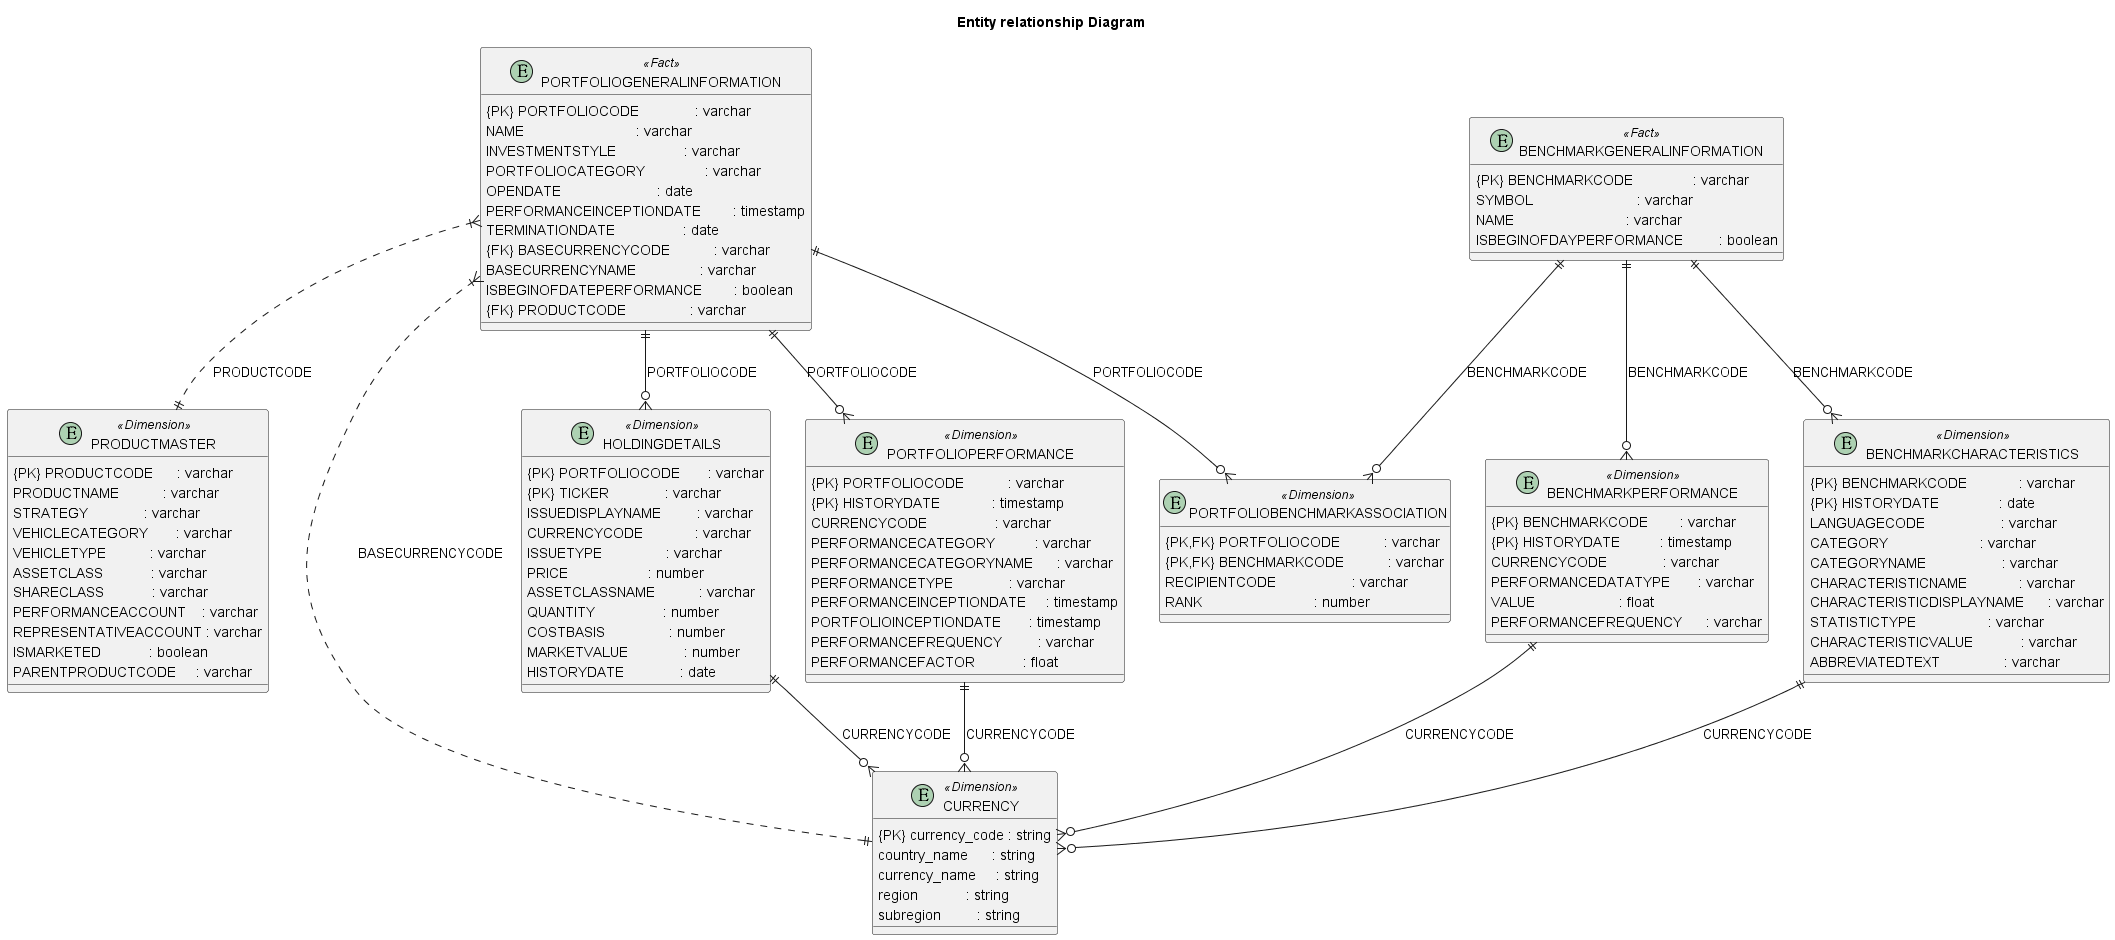 Entity relationship Diagram
E
«Fact»
PORTFOLIOGENERALINFORMATION
{PK} PORTFOLIOCODE : varchar
NAME : varchar
INVESTMENTSTYLE : varchar
PORTFOLIOCATEGORY : varchar
OPENDATE : date
PERFORMANCEINCEPTIONDATE : timestamp
TERMINATIONDATE : date
{FK} BASECURRENCYCODE : varchar
BASECURRENCYNAME : varchar
ISBEGINOFDATEPERFORMANCE : boolean
{FK} PRODUCTCODE : varchar
E
«Fact»
BENCHMARKGENERALINFORMATION
{PK} BENCHMARKCODE : varchar
SYMBOL : varchar
NAME : varchar
ISBEGINOFDAYPERFORMANCE : boolean
PRODUCTCODE
PORTFOLIOCODE
PORTFOLIOCODE
PORTFOLIOCODE
BENCHMARKCODE
BENCHMARKCODE
BENCHMARKCODE
E
«Dimension»
PRODUCTMASTER
{PK} PRODUCTCODE : varchar
PRODUCTNAME : varchar
STRATEGY : varchar
VEHICLECATEGORY : varchar
VEHICLETYPE : varchar
ASSETCLASS : varchar
SHARECLASS : varchar
PERFORMANCEACCOUNT : varchar
REPRESENTATIVEACCOUNT : varchar
ISMARKETED : boolean
PARENTPRODUCTCODE : varchar
BASECURRENCYCODE
E
«Dimension»
HOLDINGDETAILS
{PK} PORTFOLIOCODE : varchar
{PK} TICKER : varchar
ISSUEDISPLAYNAME : varchar
CURRENCYCODE : varchar
ISSUETYPE : varchar
PRICE : number
ASSETCLASSNAME : varchar
QUANTITY : number
COSTBASIS : number
MARKETVALUE : number
HISTORYDATE : date
E
«Dimension»
PORTFOLIOPERFORMANCE
{PK} PORTFOLIOCODE : varchar
{PK} HISTORYDATE : timestamp
CURRENCYCODE : varchar
PERFORMANCECATEGORY : varchar
PERFORMANCECATEGORYNAME : varchar
PERFORMANCETYPE : varchar
PERFORMANCEINCEPTIONDATE : timestamp
PORTFOLIOINCEPTIONDATE : timestamp
PERFORMANCEFREQUENCY : varchar
PERFORMANCEFACTOR : float
E
«Dimension»
PORTFOLIOBENCHMARKASSOCIATION
{PK,FK} PORTFOLIOCODE : varchar
{PK,FK} BENCHMARKCODE : varchar
RECIPIENTCODE : varchar
RANK : number
E
«Dimension»
BENCHMARKPERFORMANCE
{PK} BENCHMARKCODE : varchar
{PK} HISTORYDATE : timestamp
CURRENCYCODE : varchar
PERFORMANCEDATATYPE : varchar
VALUE : float
PERFORMANCEFREQUENCY : varchar
E
«Dimension»
BENCHMARKCHARACTERISTICS
{PK} BENCHMARKCODE : varchar
{PK} HISTORYDATE : date
LANGUAGECODE : varchar
CATEGORY : varchar
CATEGORYNAME : varchar
CHARACTERISTICNAME : varchar
CHARACTERISTICDISPLAYNAME : varchar
STATISTICTYPE : varchar
CHARACTERISTICVALUE : varchar
ABBREVIATEDTEXT : varchar
CURRENCYCODE
CURRENCYCODE
CURRENCYCODE
CURRENCYCODE
E
«Dimension»
CURRENCY
{PK} currency_code : string
country_name : string
currency_name : string
region : string
subregion : string